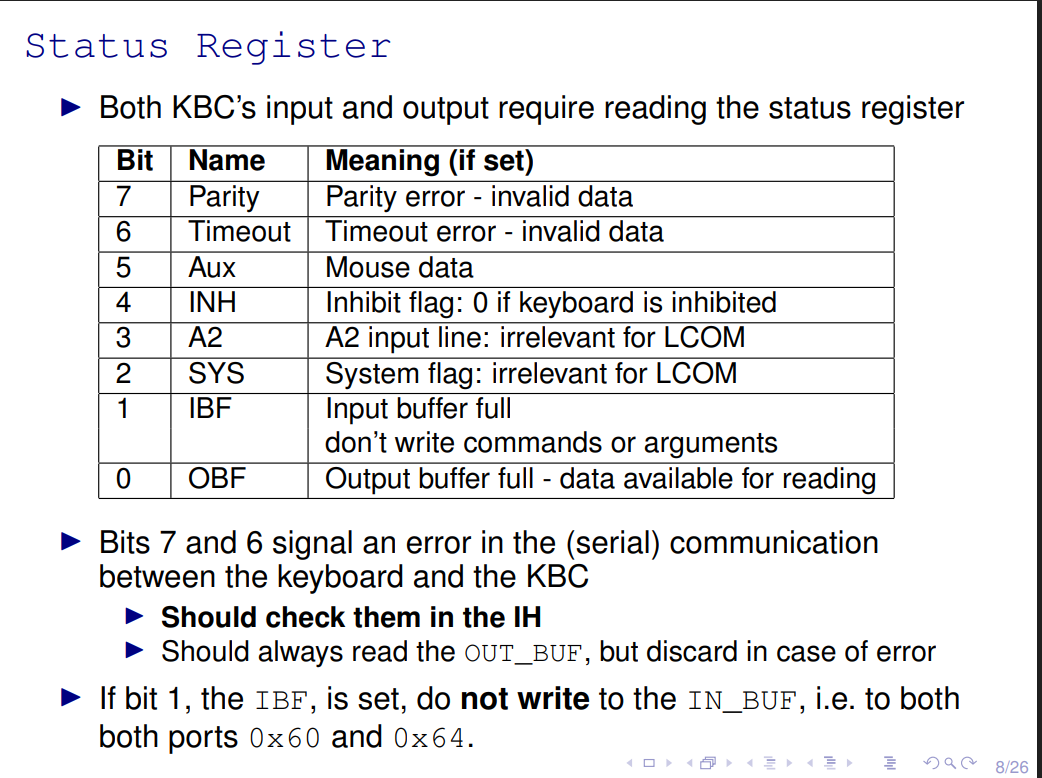 Status Register
Both KBC's input and output require reading the status register
Bit Name Meaning (if set)
7 Parity Parity error - invalid data
6 Timeout Timeout error - invalid data
5 Aux Mouse data
4 INH Inhibit flag: 0 if keyboard is inhibited
3 A2 A2 input line: irrelevant for LCOM
2 SYS System flag: irrelevant for LCOM
1 IBF Input buffer full
don't write commands or arguments
0 OBF Output buffer full - data available for reading
Bits 7 and 6 signal an error in the (serial) communication
between the keyboard and the KBC
Should check them in the IH
Should always read the OUT_BUF, but discard in case of error
If bit 1, the IBF, is set, do not write to the IN_BUF, i.e. to both
both ports 0x60 and 0x64.
8/26